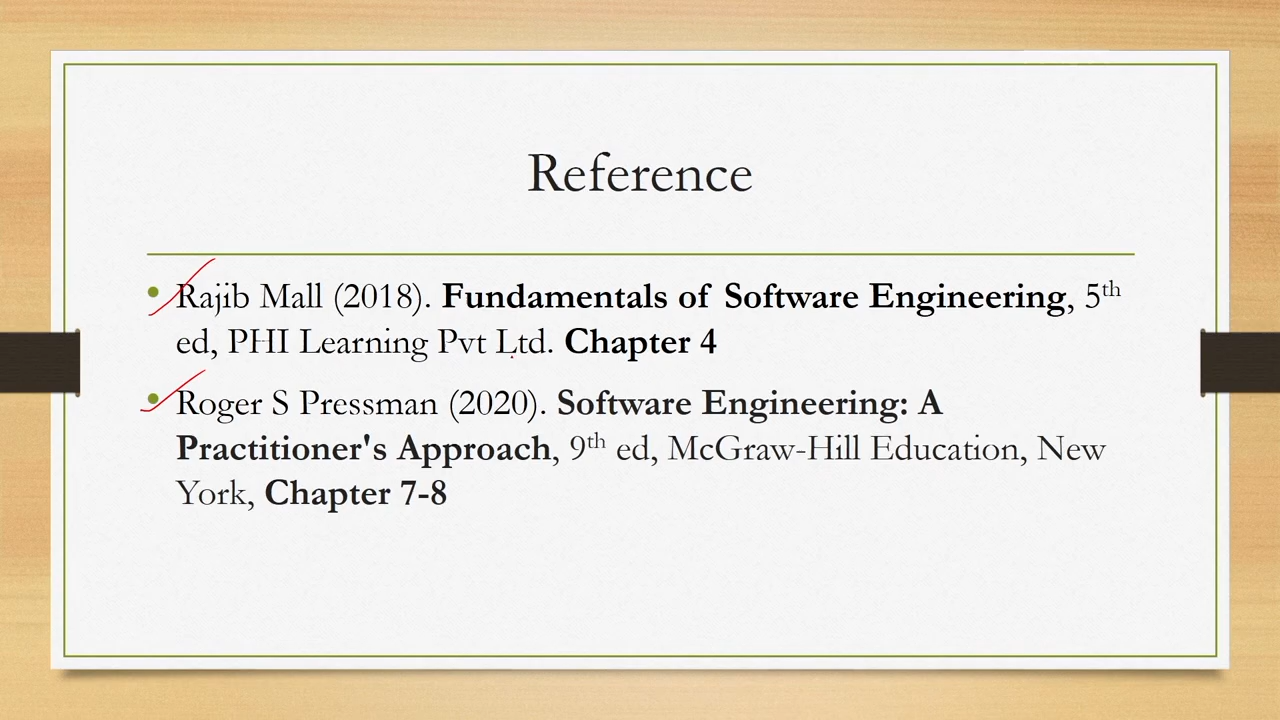 Reference
• Rajib Mall (2018). Fundamentals of Software Engineering, 5th
ed, PHI Learning Pvt Ltd. Chapter 4
• Roger S Pressman (2020). Software Engineering: A
Practitioner's Approach, 9th ed, McGraw-Hill Education, New
York, Chapter 7-8